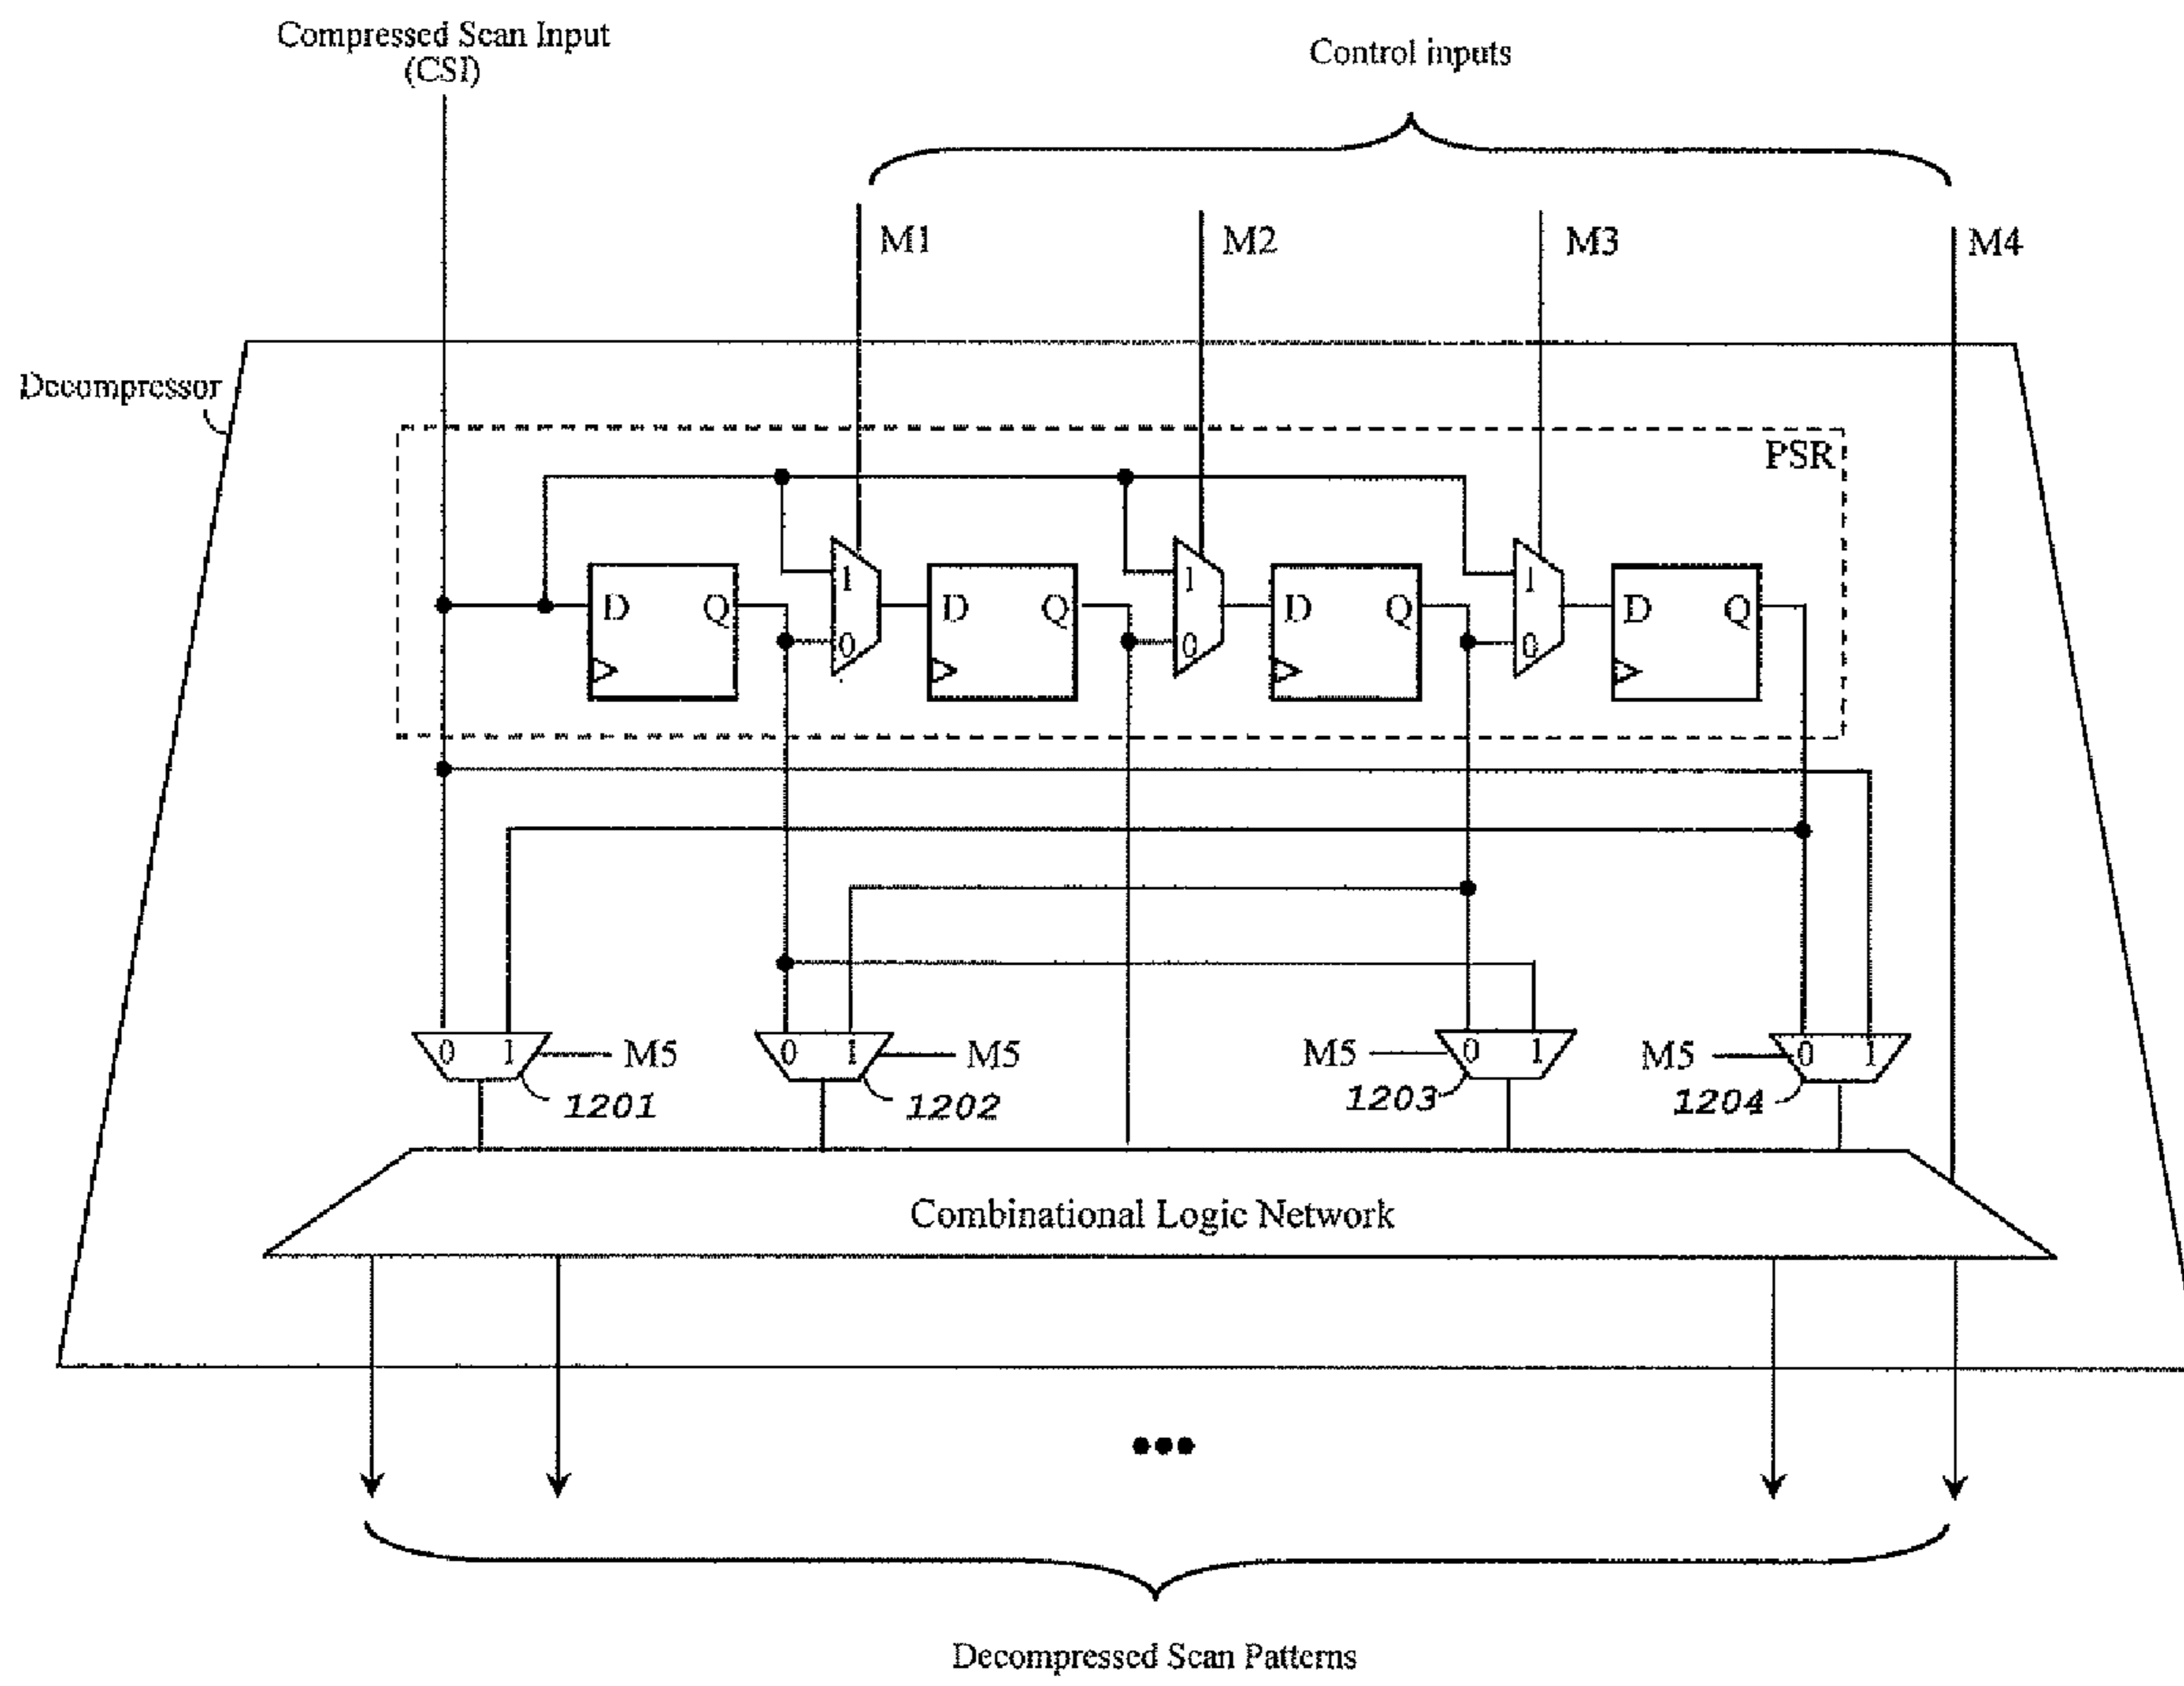 Compressed Scan Input
(CSI)
Control inputs
M1
M2
M3
M4
Decompressor
PSR
1
1
1
D Q
D Q
D Q
D Q
0
0
0
0 1
M5
0 1
M5
M5
0 1
M5
0 1
1201
1202
1203
1204
Combinational Logic Network
Decompressed Scan Patterns